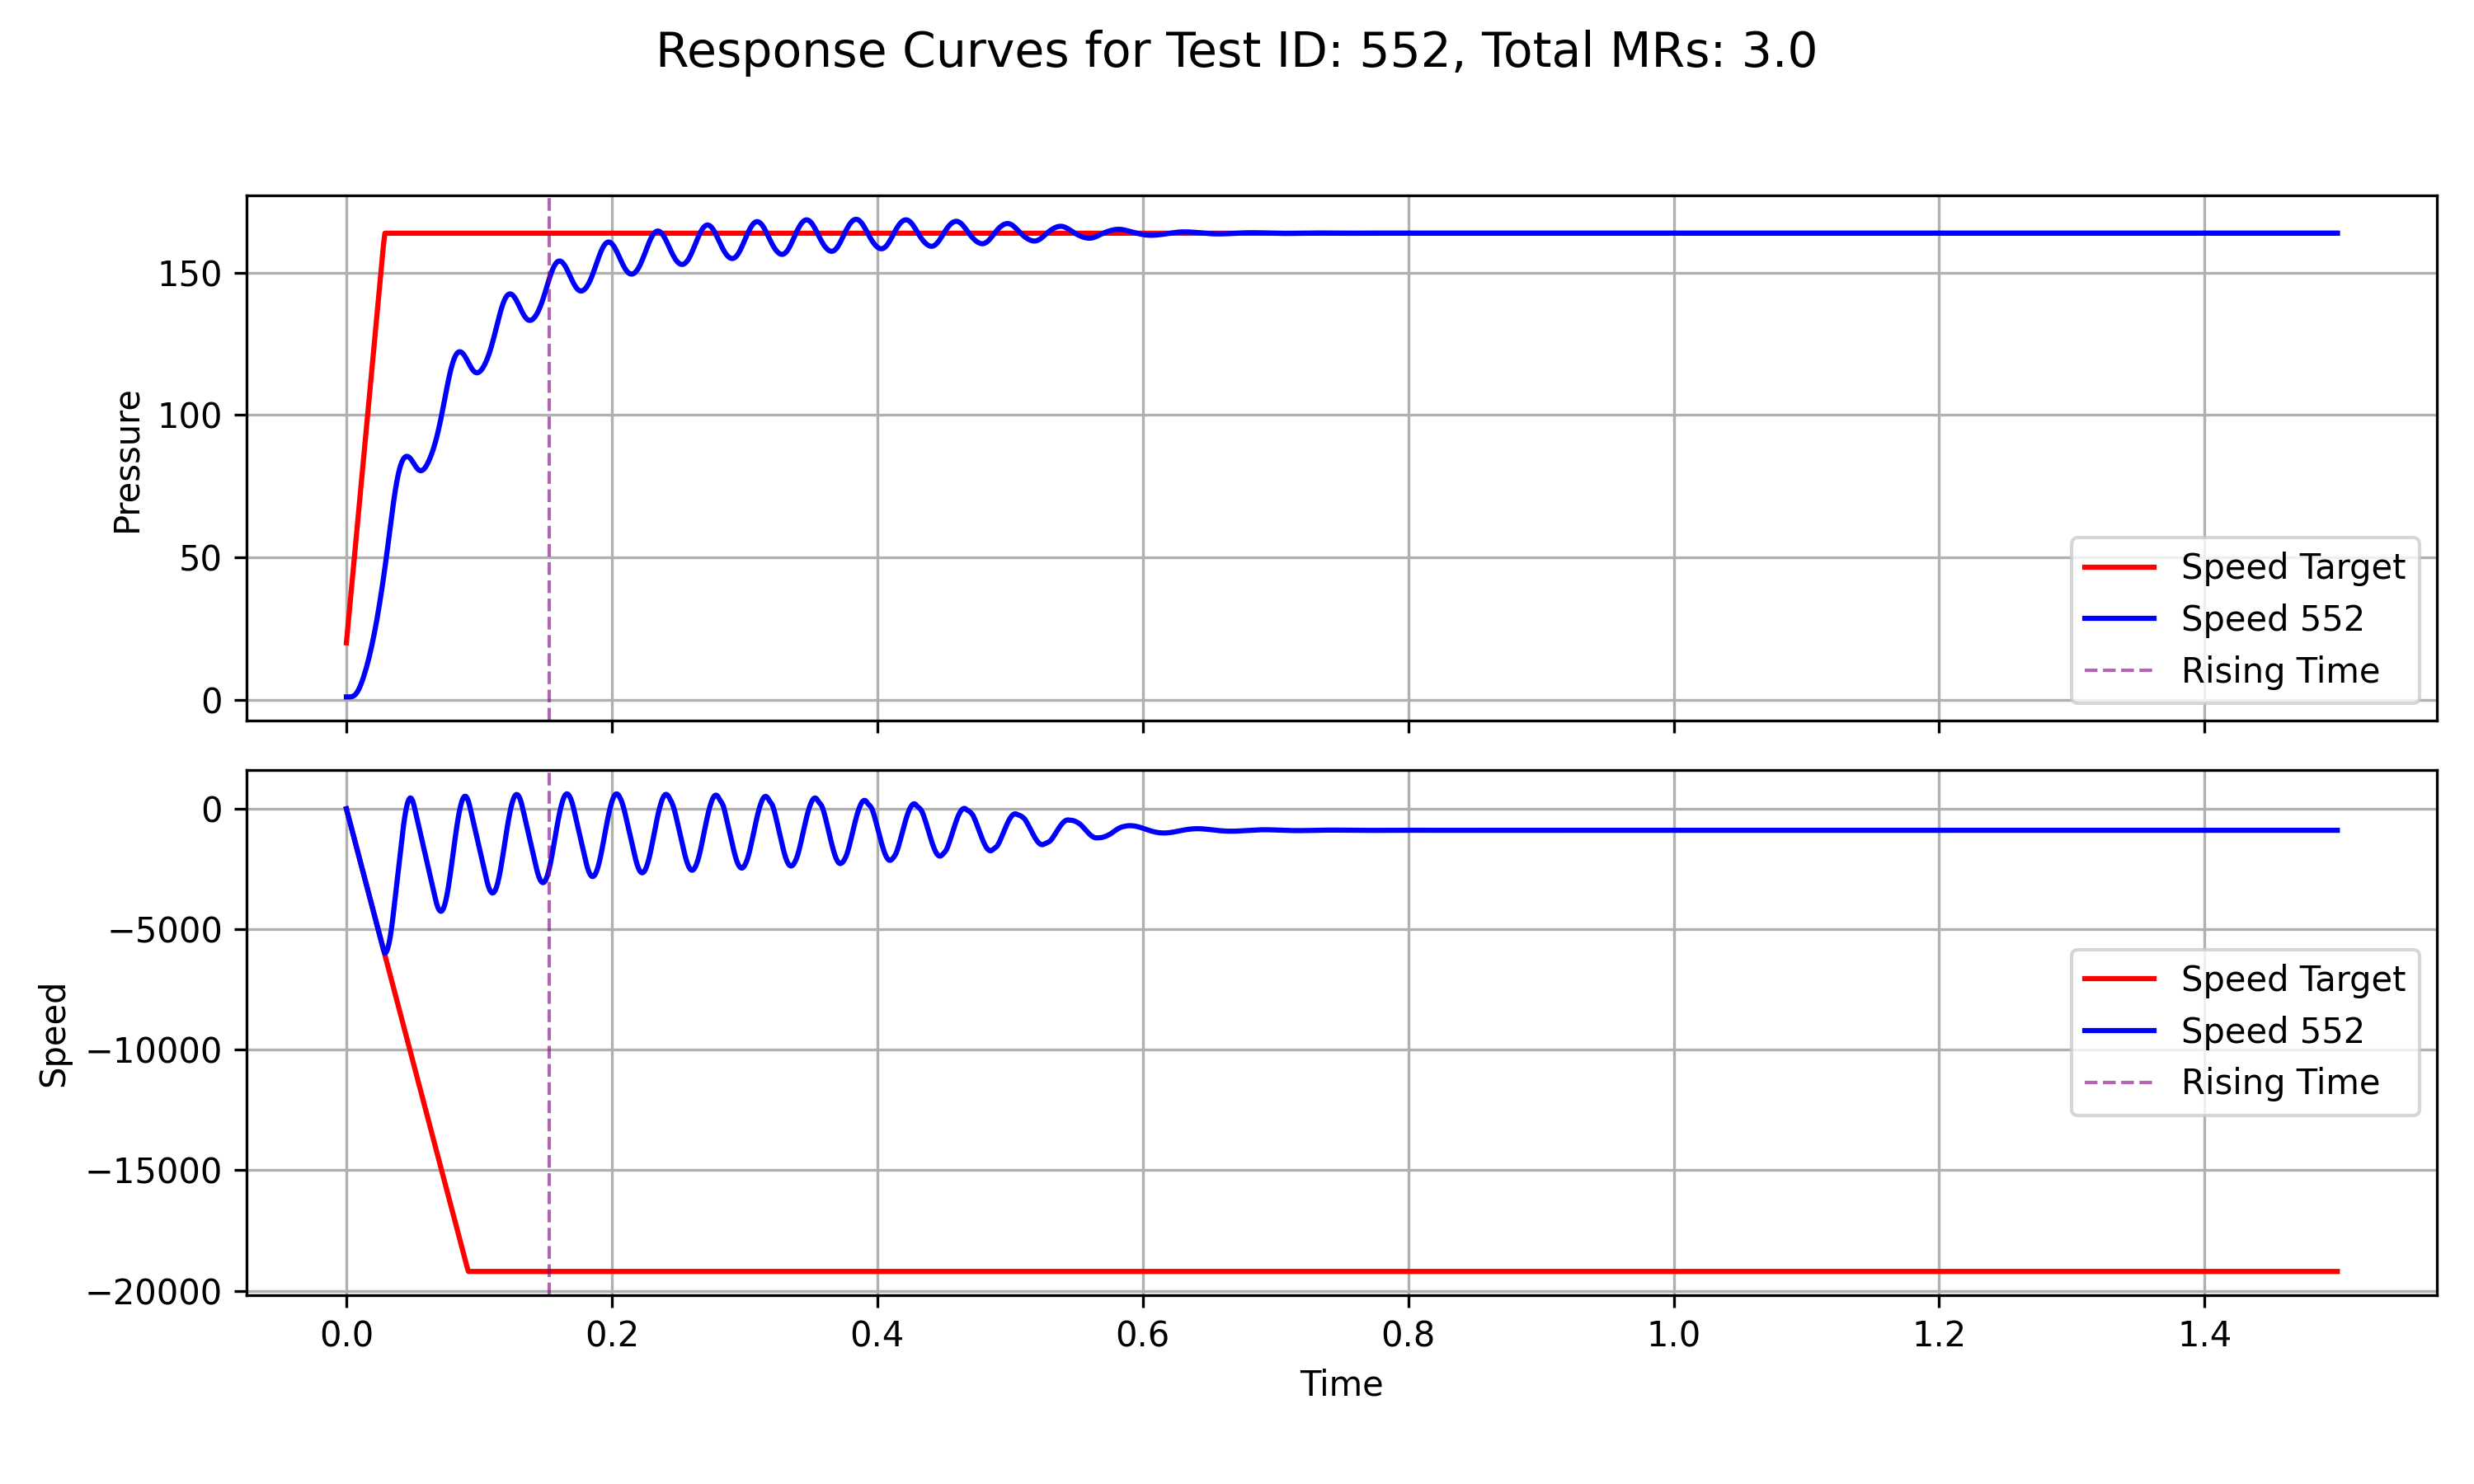 Response Curves for Test ID: 552, Total MRs: 3.0
Pressure
150
100
50
0
Speed Target
Speed 552
Rising Time
Speed
0
−5000
−10000
−15000
−20000
Speed Target
Speed 552
Rising Time
0.0 0.2 0.4 0.6 0.8 1.0 1.2 1.4
Time